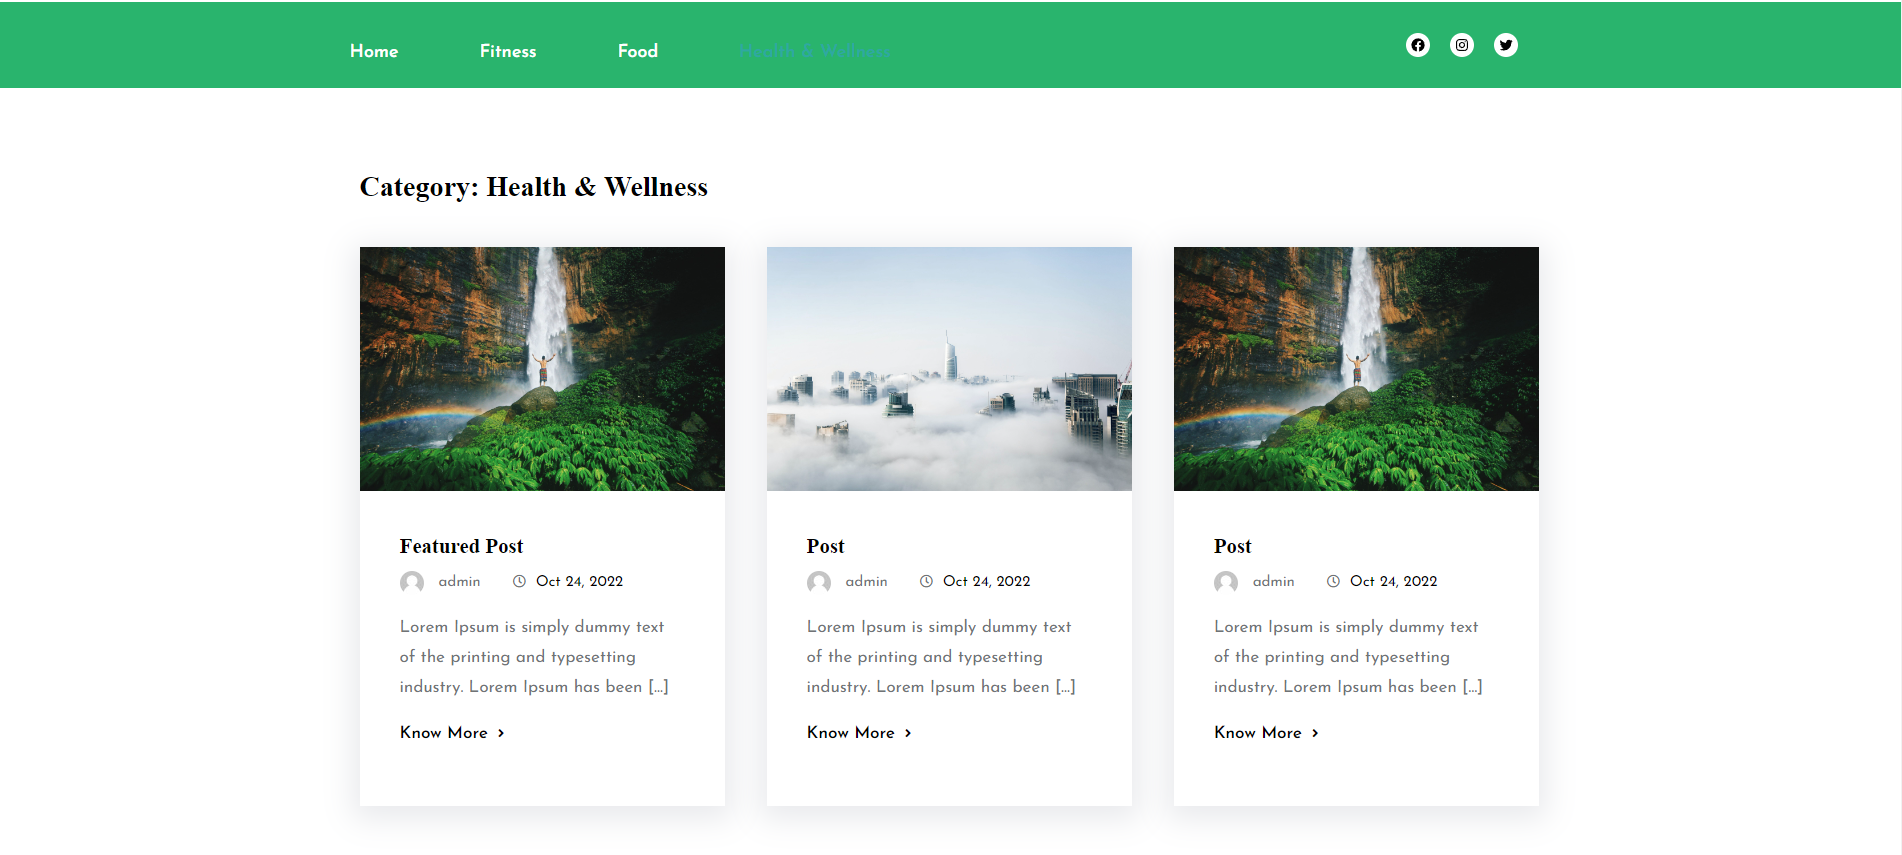 Home Fitness Food Health & Wellness
Category: Health & Wellness
Featured Post
admin Oct 24, 2022
Lorem Ipsum is simply dummy text
of the printing and typesetting
industry. Lorem Ipsum has been [...]
Know More
Post
admin Oct 24, 2022
Lorem Ipsum is simply dummy text
of the printing and typesetting
industry. Lorem Ipsum has been [...]
Know More
Post
admin Oct 24, 2022
Lorem Ipsum is simply dummy text
of the printing and typesetting
industry. Lorem Ipsum has been [...]
Know More